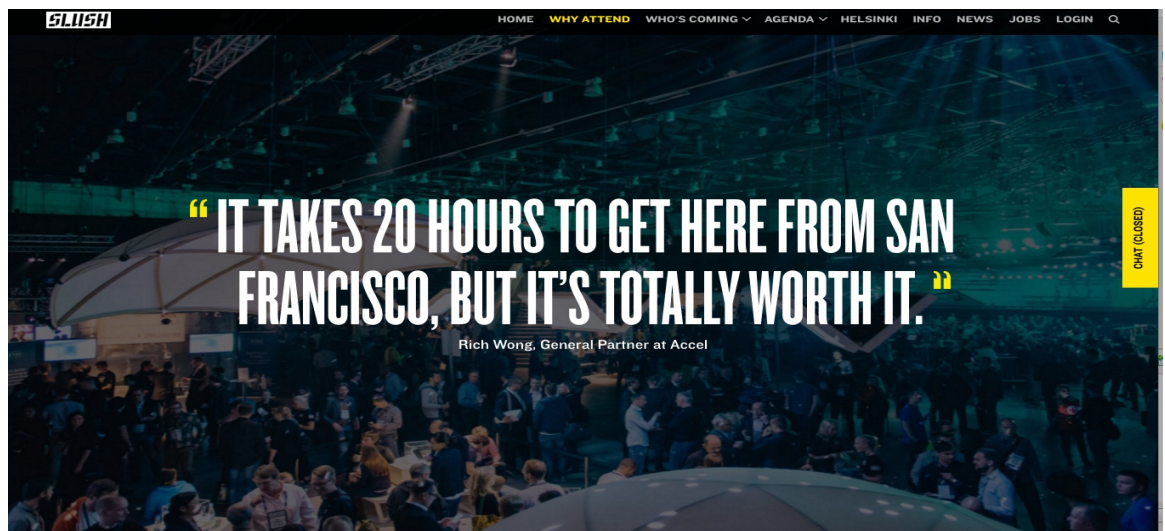 SLUSH
HOME WHY ATTEND WHO'S COMING AGENDA HELSINKI INFO NEWS JOBS LOGIN
“ IT TAKES 20 HOURS TO GET HERE FROM SAN
FRANCISCO, BUT IT’S TOTALLY WORTH IT. ”
Rich Wong, General Partner at Accel
CHAT (CLOSED)